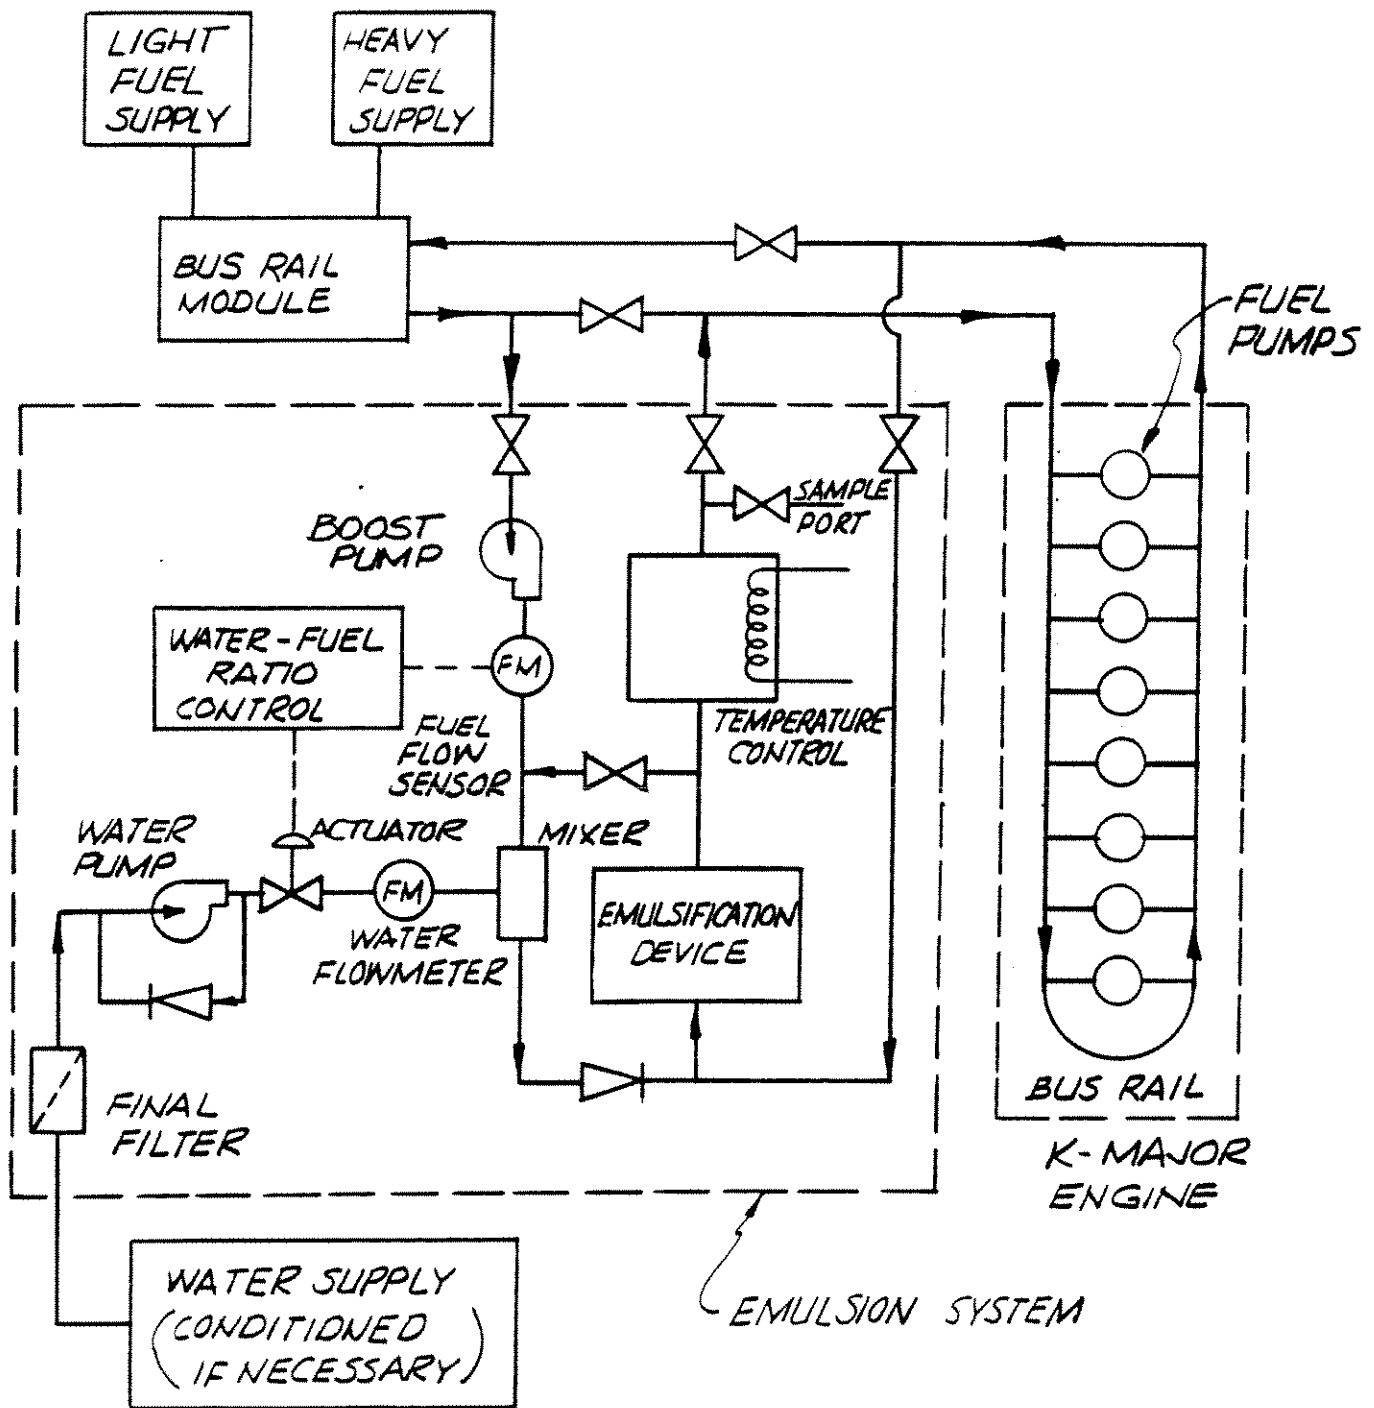 LIGHT
FUEL
SUPPLY
HEAVY
FUEL
SUPPLY
BUS RAIL
MODULE
FUEL
PUMPS
SAMPLE
PORT
BOOST
PUMP
WATER-FUEL
RATIO
CONTROL
FM
FUEL
FLOW
SENSOR
TEMPERATURE
CONTROL
WATER
PUMP
ACTUATOR
MIXER
FM
WATER
FLOWMETER
EMULSIFICATION
DEVICE
FINAL
FILTER
BUS RAIL
K-MAJOR
ENGINE
WATER SUPPLY
(CONDITIONED
IF NECESSARY)
EMULSION SYSTEM